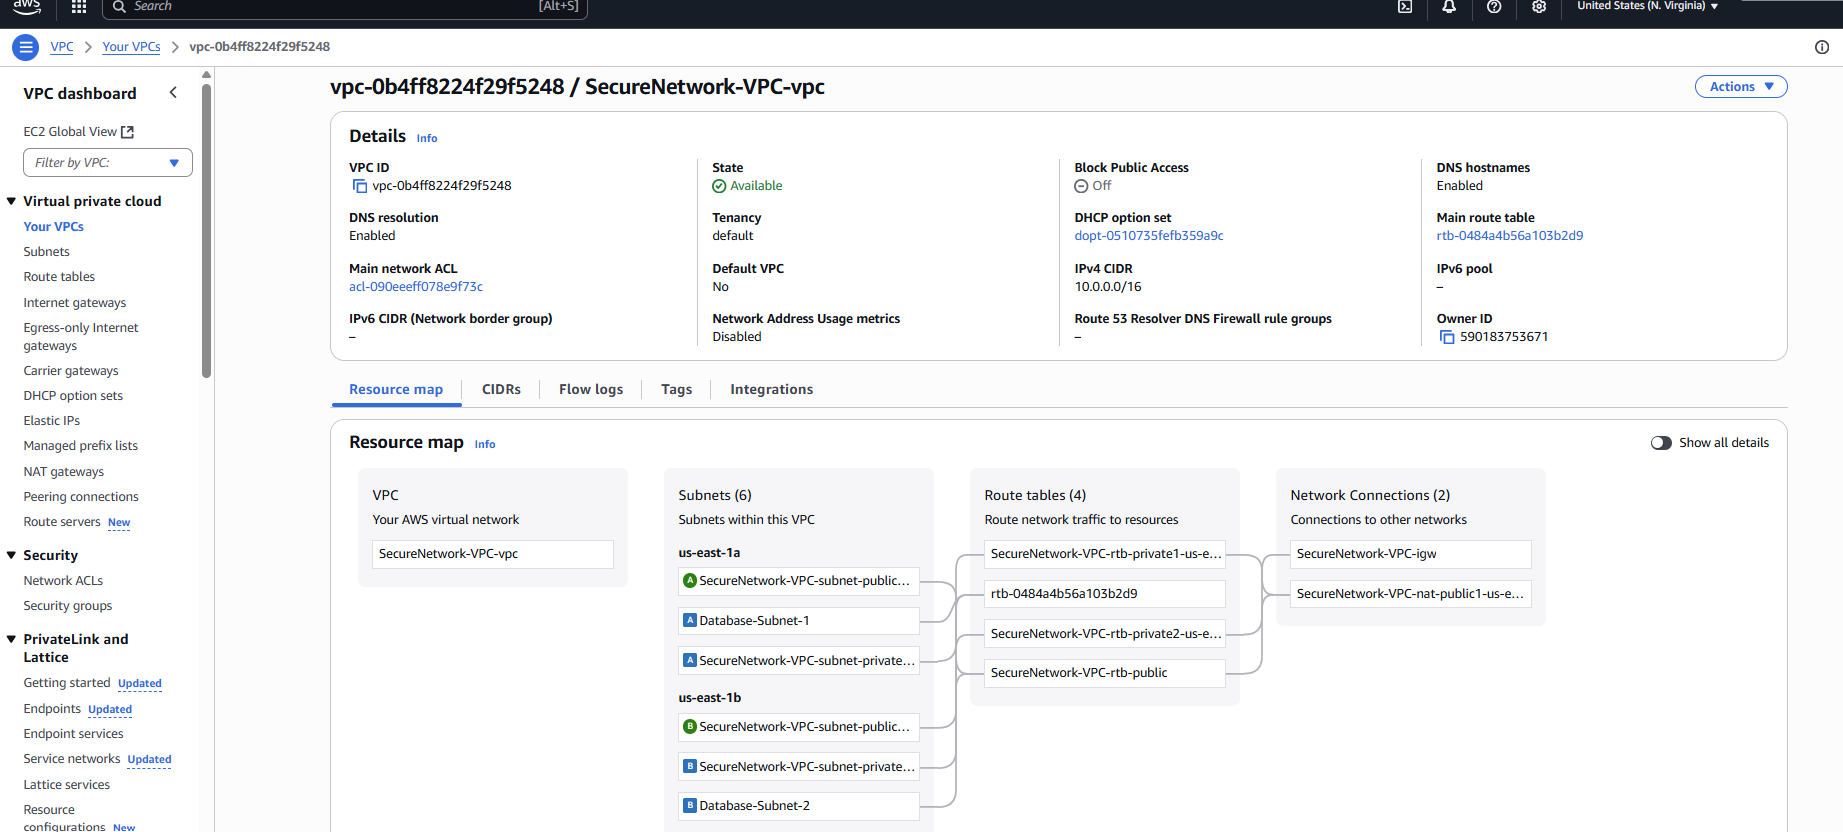 aws
Search
[Alt+S]
United States (N. Virginia)
VPC
Your VPCs
vpc-0b4ff8224f29f5248
VPC dashboard
EC2 Global View
Filter by VPC:
Virtual private cloud
Your VPCs
Subnets
Route tables
Internet gateways
Egress-only Internet
gateways
Carrier gateways
DHCP option sets
Elastic IPs
Managed prefix lists
NAT gateways
Peering connections
Route servers New
Security
Network ACLs
Security groups
PrivateLink and
Lattice
Getting started Updated
Endpoints Updated
Endpoint services
Service networks Updated
Lattice services
Resource
configurations New
vpc-0b4ff8224f29f5248 / SecureNetwork-VPC-vpc
Actions
Details Info
VPC ID
vpc-0b4ff8224f29f5248
State
Available
Block Public Access
Off
DNS hostnames
Enabled
DNS resolution
Enabled
Tenancy
default
DHCP option set
dopt-0510735fefb359a9c
Main route table
rtb-0484a4b56a103b2d9
Main network ACL
acl-090eeeff078e9f73c
Default VPC
No
IPv4 CIDR
10.0.0.0/16
IPv6 pool
–
IPv6 CIDR (Network border group)
–
Network Address Usage metrics
Disabled
Route 53 Resolver DNS Firewall rule groups
–
Owner ID
590183753671
Resource map
CIDRs
Flow logs
Tags
Integrations
Resource map Info
Show all details
VPC
Your AWS virtual network
SecureNetwork-VPC-vpc
Subnets (6)
Subnets within this VPC
us-east-1a
A SecureNetwork-VPC-subnet-public...
A Database-Subnet-1
A SecureNetwork-VPC-subnet-private...
us-east-1b
B SecureNetwork-VPC-subnet-public...
B SecureNetwork-VPC-subnet-private...
B Database-Subnet-2
Route tables (4)
Route network traffic to resources
SecureNetwork-VPC-rtb-private1-us-e...
rtb-0484a4b56a103b2d9
SecureNetwork-VPC-rtb-private2-us-e...
SecureNetwork-VPC-rtb-public
Network Connections (2)
Connections to other networks
SecureNetwork-VPC-igw
SecureNetwork-VPC-nat-public1-us-e...